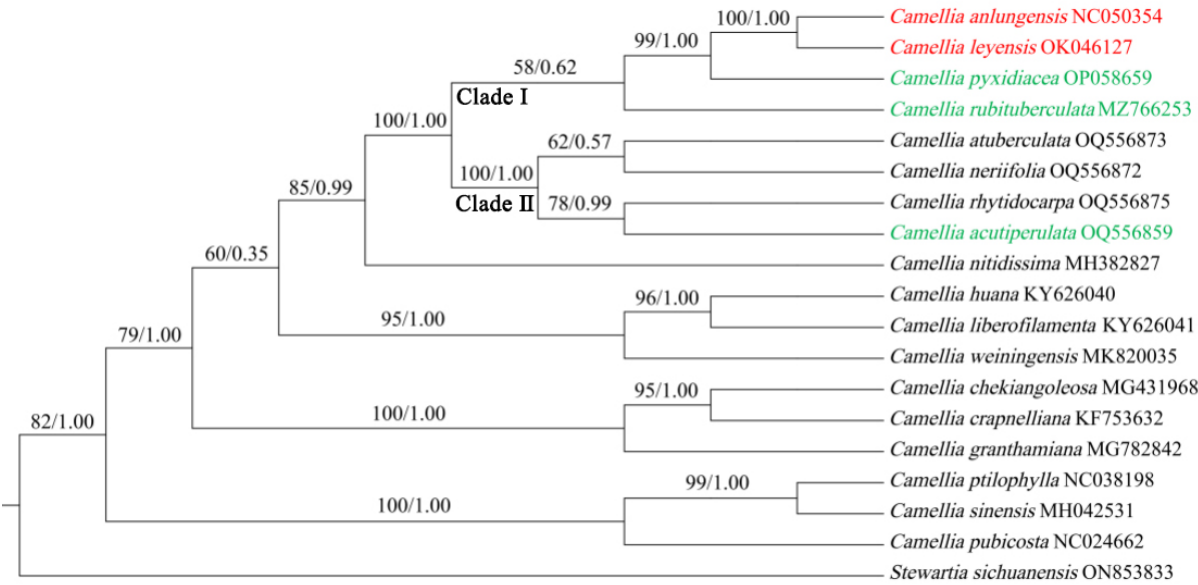 100/1.00
Camellia anlungensis NC050354
99/1.00
Camellia leyensis OK046127
58/0.62
Camellia pyxidiacea OP058659
Clade I
Camellia rubituberculata MZ766253
100/1.00
62/0.57
Camellia atuberculata OQ556873
100/1.00
Camellia neriifolia OQ556872
85/0.99
Clade II
78/0.99
Camellia rhytidocarpa OQ556875
Camellia acutiperulata OQ556859
60/0.35
Camellia nitidissima MH382827
96/1.00
Camellia huana KY626040
95/1.00
Camellia liberofilamenta KY626041
79/1.00
Camellia weiningensis MK820035
95/1.00
Camellia chekiangoleosa MG431968
100/1.00
Camellia crapnelliana KF753632
82/1.00
Camellia granthamiana MG782842
99/1.00
Camellia ptilophylla NC038198
100/1.00
Camellia sinensis MH042531
Camellia pubicosta NC024662
Stewartia sichuanensis ON853833